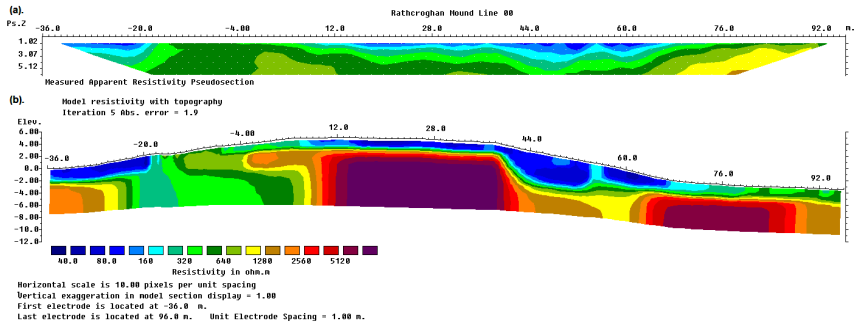 (a).
Rathcroghan Mound Line 00
Ps.Z -36.0 -20.0 -4.00 12.0 28.0 44.0 60.0 76.0 92.0 m.
1.02
3.07
5.12
Measured Apparent Resistivity Pseudosection
(b).
Model resistivity with topography
Iteration 5 Abs. error = 1.9
Elev.
6.00
4.00
2.00
0.0
-2.00
-4.00
-6.00
-8.00
-10.0
-12.0
-36.0 -20.0 -4.00 12.0 28.0 44.0 60.0 76.0 92.0
40.0 80.0 160 320 640 1280 2560 5120
Resistivity in ohm.m
Horizontal scale is 10.00 pixels per unit spacing
Vertical exaggeration in model section display = 1.00
First electrode is located at -36.0 m.
Last electrode is located at 96.0 m. Unit Electrode Spacing = 1.00 m.